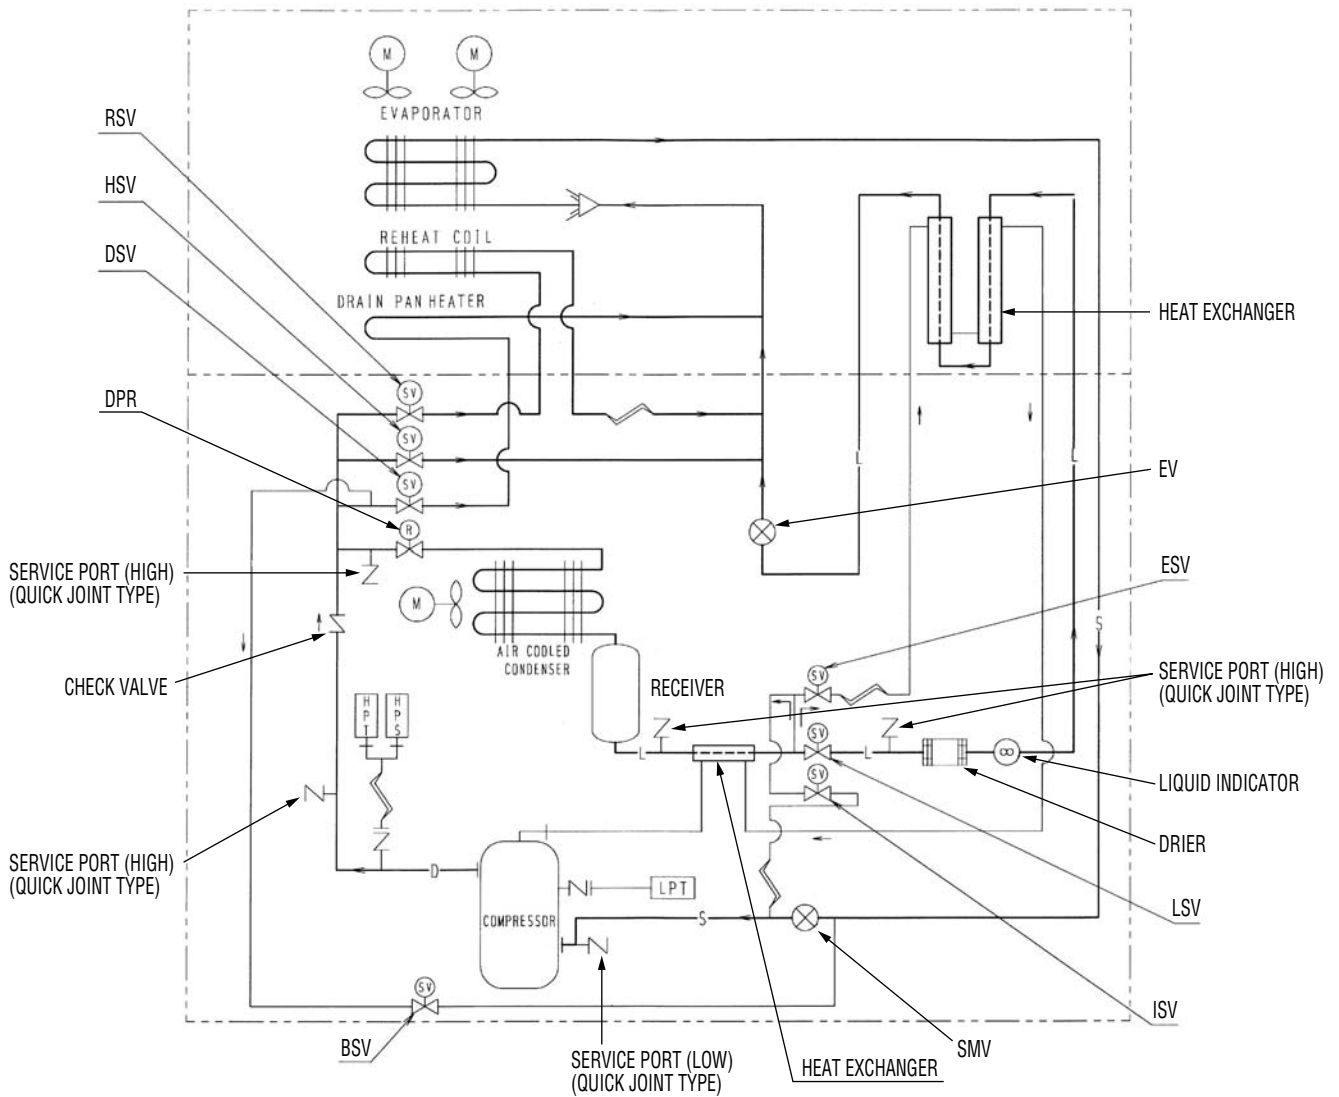 M
M
EVAPORATOR
RSV
HSV
REHEAT COIL
DSV
DRAIN PAN HEATER
HEAT EXCHANGER
SV
DPR
SV
L
L
EV
SV
R
SERVICE PORT (HIGH)
(QUICK JOINT TYPE)
ESV
M
S
AIR COOLED
CONDENSER
CHECK VALVE
RECEIVER
SV
SERVICE PORT (HIGH)
(QUICK JOINT TYPE)
HPT
HPS
SV
L
L
LIQUID INDICATOR
SV
SERVICE PORT (HIGH)
(QUICK JOINT TYPE)
DRIER
D
LPT
COMPRESSOR
S
LSV
SV
ISV
BSV
SERVICE PORT (LOW)
(QUICK JOINT TYPE)
HEAT EXCHANGER
SMV